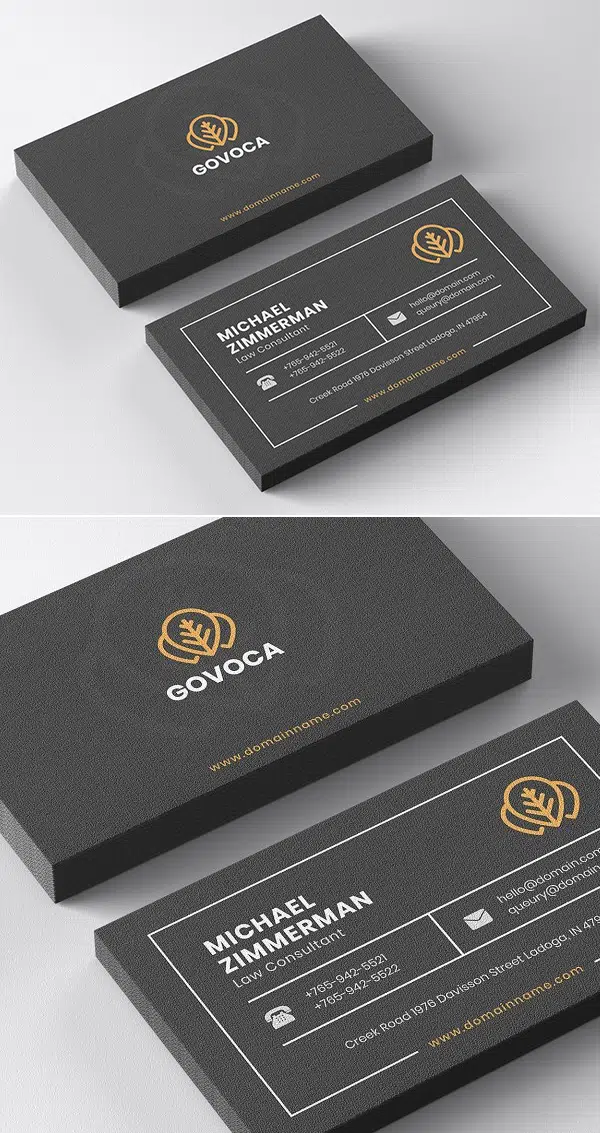 GOVOCA
www.domainname.com
MICHAEL
ZIMMERMAN
Law Consultant
+765-942-5521
+765-942-5522
hello@domain.com
queury@domain.com
Creek Road 1976 Davisson Street Ladoga, IN 47954
www.domainname.com
GOVOCA
www.domainname.com
MICHAEL
ZIMMERMAN
Law Consultant
+765-942-5521
+765-942-5522
hello@domain.com
queury@domain
Creek Road 1976 Davisson Street Ladoga, IN 479
www.domainname.com